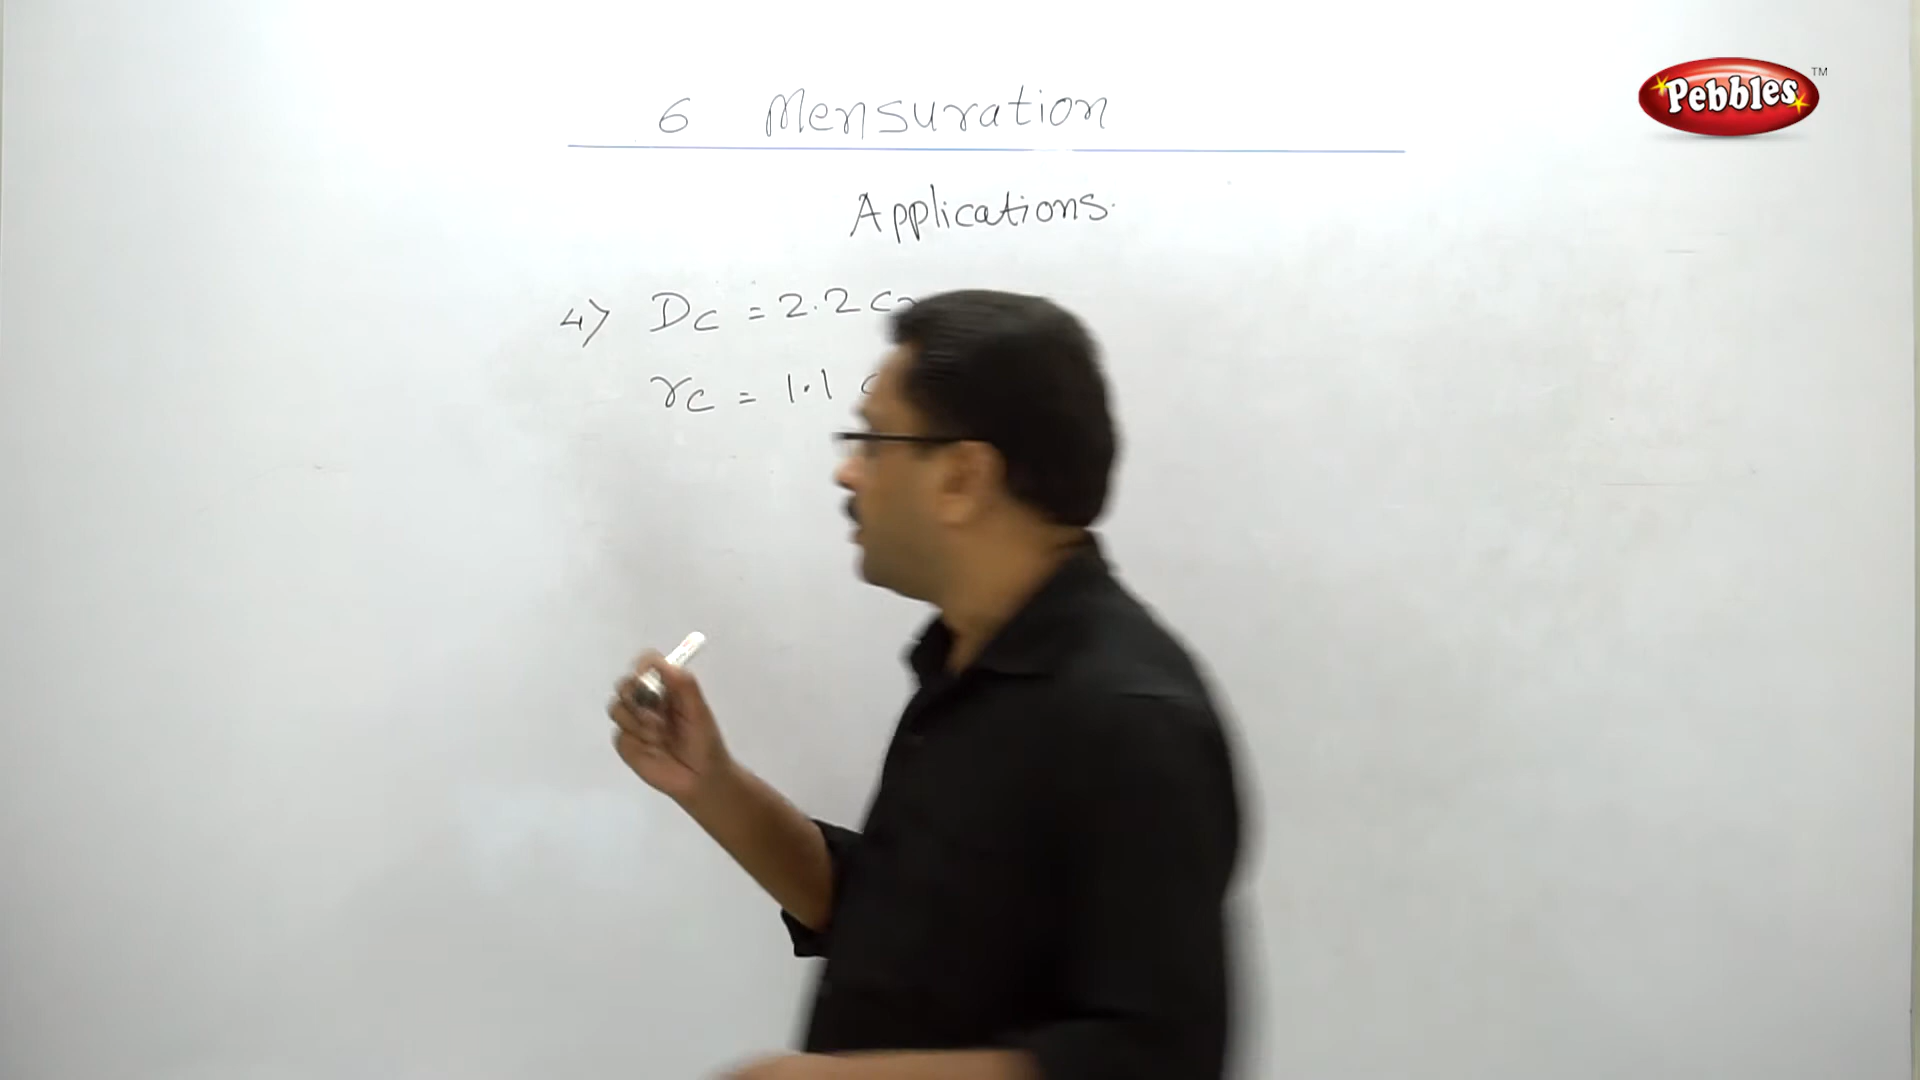 Pebbles TM
6 Mensuration
Applications.
4) Dc = 2.2
rc = 1.1